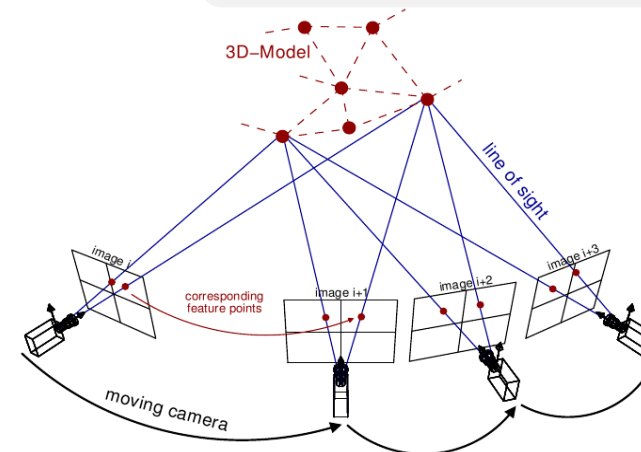 3D–Model
line of sight
image i
image i+3
image i+2
image i+1
corresponding
feature points
moving camera